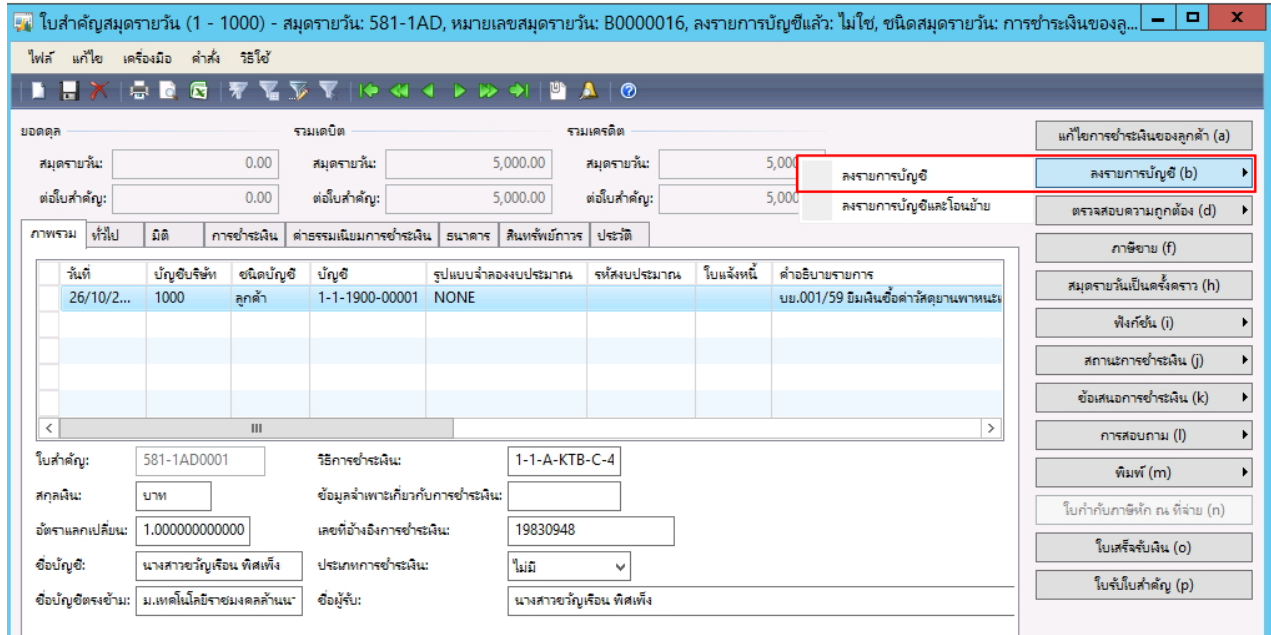 ใบสำคัญสมุดรายวัน (1 - 1000) - สมุดรายวัน: 581-1AD, หมายเลขสมุดรายวัน: B0000016, ลงรายการบัญชีแล้ว: ไม่ใช่, ชนิดสมุดรายวัน: การชำระเงินของลู...
ไฟล์ แก้ไข เครื่องมือ คำสั่ง วิธีใช้
ยอดดุล รวมเดบิต รวมเครดิต
แก้ไขการชำระเงินของลูกค้า (a)
สมุดรายวัน: 0.00 สมุดรายวัน: 5,000.00 สมุดรายวัน: 5,000
ลงรายการบัญชี
ลงรายการบัญชี (b)
ต่อใบสำคัญ: 0.00 ต่อใบสำคัญ: 5,000.00 ต่อใบสำคัญ: 5,000
ลงรายการบัญชีและโอนย้าย
ตรวจสอบความถูกต้อง (d)
ภาพรวม ทั่วไป มิติ การชำระเงิน ค่าธรรมเนียมการชำระเงิน ธนาคาร สินทรัพย์ถาวร ประวัติ
ภาษีขาย (f)
วันที่ บัญชีบริษัท ชนิดบัญชี บัญชี รูปแบบจำลองงบประมาณ รหัสงบประมาณ ใบแจ้งหนี้ คำอธิบายรายการ
26/10/2... 1000 ลูกค้า 1-1-1900-00001 NONE บย.001/59 ยืมเงินซื้อค่าวัสดุยานพาหนะ
สมุดรายวันเป็นครั้งคราว (h)
ฟังก์ชั่น (i)
สถานะการชำระเงิน (j)
ข้อเสนอการชำระเงิน (k)
การสอบถาม (l)
พิมพ์ (m)
ใบกำกับภาษีหัก ณ ที่จ่าย (n)
ใบเสร็จรับเงิน (o)
ใบรับใบสำคัญ (p)
ใบสำคัญ: 581-1AD0001 วิธีการชำระเงิน: 1-1-A-KTB-C-4
สกุลเงิน: บาท ข้อมูลจำเพาะเกี่ยวกับการชำระเงิน:
อัตราแลกเปลี่ยน: 1.000000000000 เลขที่อ้างอิงการชำระเงิน: 19830948
ชื่อบัญชี: นางสาวขวัญเรือน พิศเพ็ง ประเภทการชำระเงิน: ไม่มี
ชื่อบัญชีตรงข้าม: ม.เทคโนโลยีราชมงคลล้านน ชื่อผู้รับ: นางสาวขวัญเรือน พิศเพ็ง